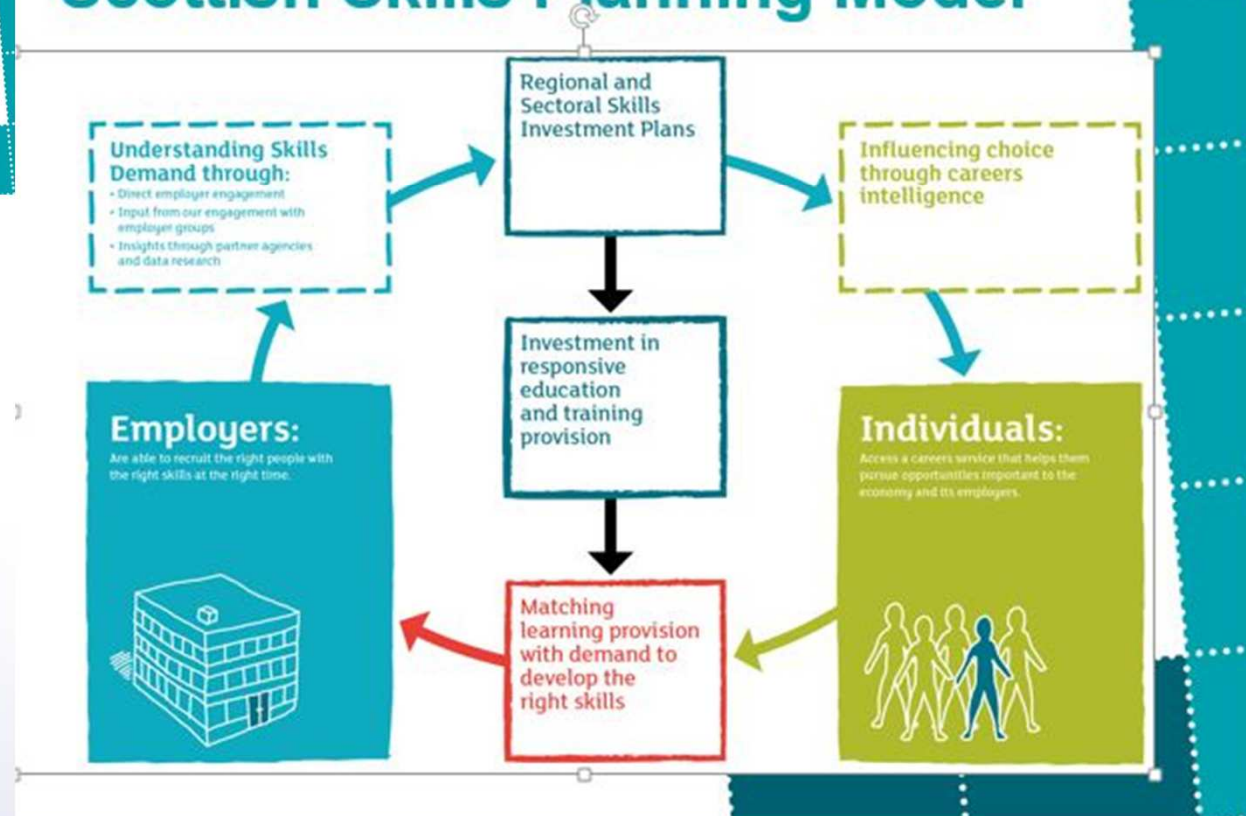 Scottish Skills Planning Model
Regional and
Sectoral Skills
Investment Plans
Understanding Skills
Demand through:
• Direct employer engagement
• Input from our engagement with
employer groups
• Insights through partner agencies
and data research
Influencing choice
through careers
intelligence
Investment in
responsive
education
and training
provision
Employers:
Are able to recruit the right people with
the right skills at the right time.
Individuals:
Access a careers service that helps them
pursue opportunities important to the
economy and its employers.
Matching
learning provision
with demand to
develop the
right skills